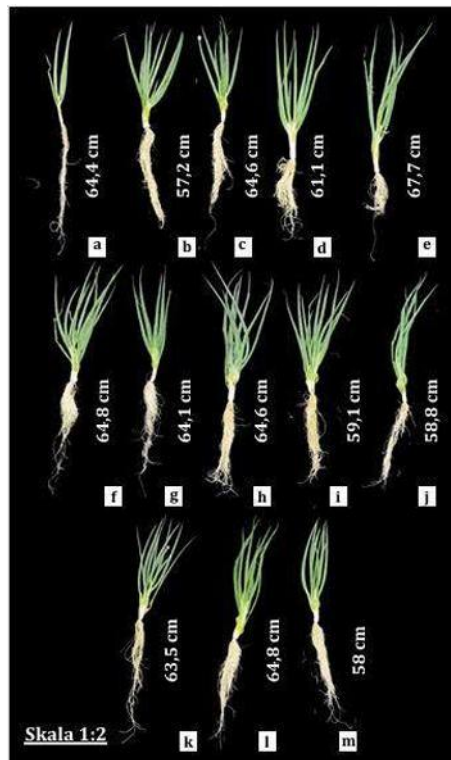 64,4 cm
57,2 cm
64,6 cm
61,1 cm
67,7 cm
a
b
c
d
e
64,8 cm
64,1 cm
64,6 cm
59,1 cm
58,8 cm
f
g
h
i
j
63,5 cm
64,8 cm
58 cm
Skala 1:2
k
l
m